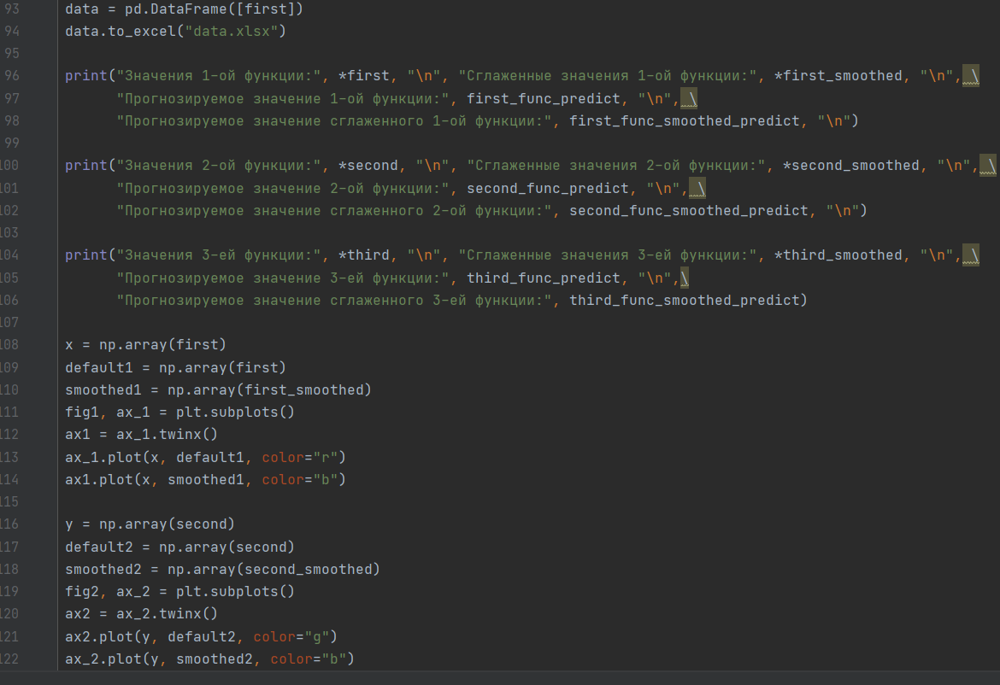 93 data = pd.DataFrame([first])
94 data.to_excel("data.xlsx")
95
96 print("Значения 1-ой функции:", *first, "\n", "Сглаженные значения 1-ой функции:", *first_smoothed, "\n", \
97 "Прогнозируемое значение 1-ой функции:", first_func_predict, "\n", \
98 "Прогнозируемое значение сглаженного 1-ой функции:", first_func_smoothed_predict, "\n")
99
100 print("Значения 2-ой функции:", *second, "\n", "Сглаженные значения 2-ой функции:", *second_smoothed, "\n", \
101 "Прогнозируемое значение 2-ой функции:", second_func_predict, "\n", \
102 "Прогнозируемое значение сглаженного 2-ой функции:", second_func_smoothed_predict, "\n")
103
104 print("Значения 3-ей функции:", *third, "\n", "Сглаженные значения 3-ей функции:", *third_smoothed, "\n", \
105 "Прогнозируемое значение 3-ей функции:", third_func_predict, "\n",\
106 "Прогнозируемое значение сглаженного 3-ей функции:", third_func_smoothed_predict)
107
108 x = np.array(first)
109 default1 = np.array(first)
110 smoothed1 = np.array(first_smoothed)
111 fig1, ax_1 = plt.subplots()
112 ax1 = ax_1.twinx()
113 ax_1.plot(x, default1, color="r")
114 ax1.plot(x, smoothed1, color="b")
115
116 y = np.array(second)
117 default2 = np.array(second)
118 smoothed2 = np.array(second_smoothed)
119 fig2, ax_2 = plt.subplots()
120 ax2 = ax_2.twinx()
121 ax2.plot(y, default2, color="g")
122 ax_2.plot(y, smoothed2, color="b")